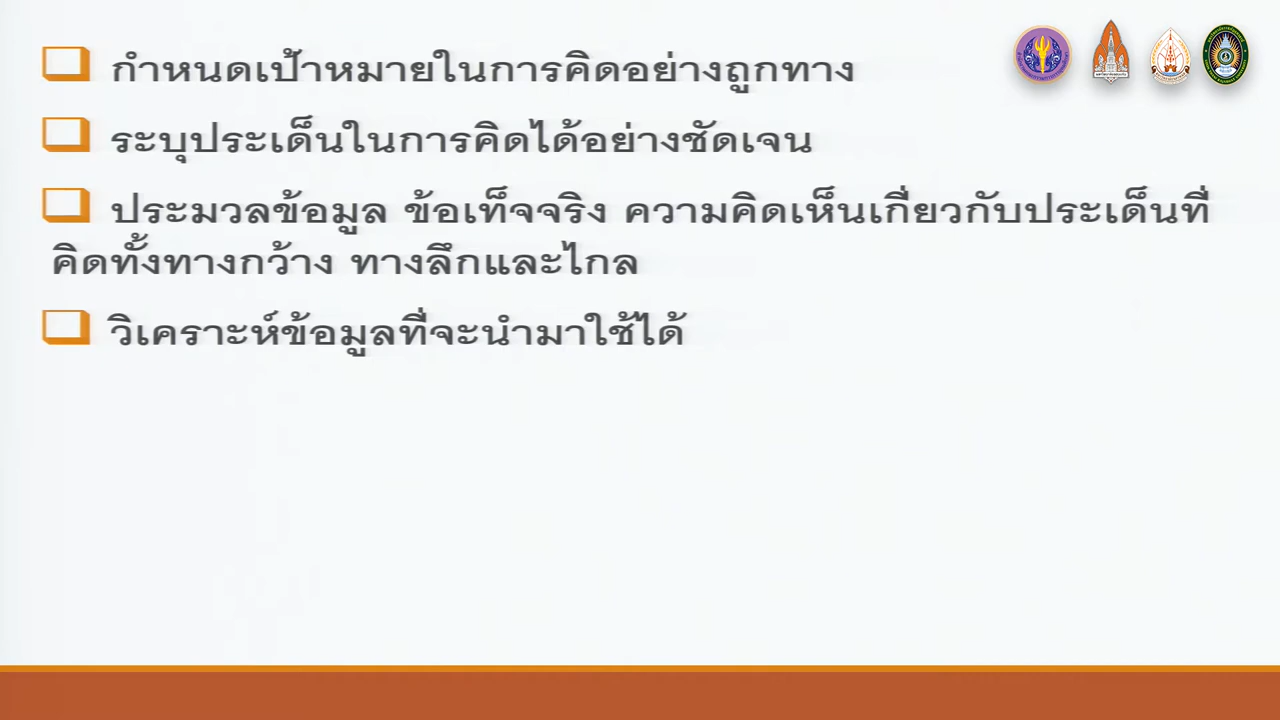 กำหนดเป้าหมายในการคิดอย่างถูกทาง
ระบุประเด็นในการคิดได้อย่างชัดเจน
ประมวลข้อมูล ข้อเท็จจริง ความคิดเห็นเกี่ยวกับประเด็นที่
คิดทั้งทางกว้าง ทางลึกและไกล
วิเคราะห์ข้อมูลที่จะนำมาใช้ได้